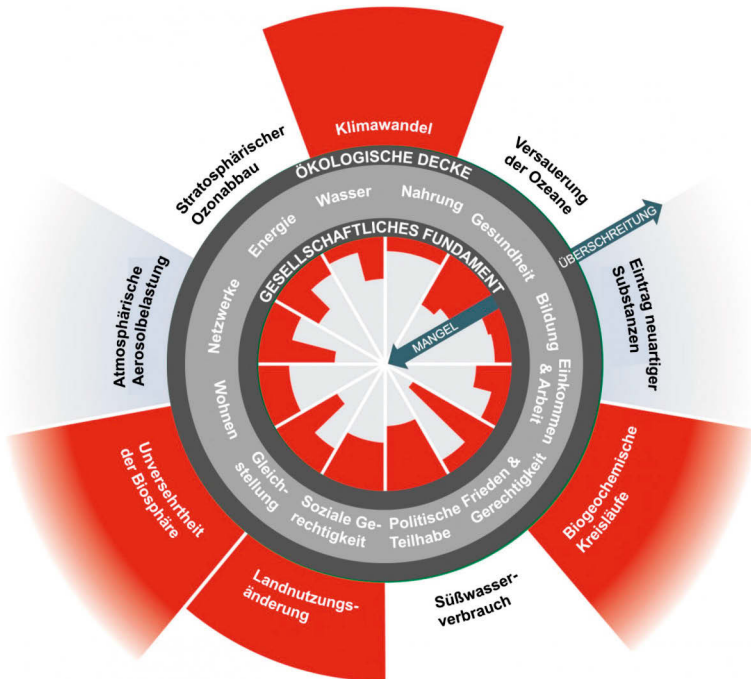 Klimawandel
ÖKOLOGISCHE DECKE
Stratosphärischer
Ozonabbau
Versauerung
der Ozeane
ÜBERSCHREITUNG
Eintrag neuartiger
Substanzen
Biogeochemische
Kreisläufe
Süßwasser-
verbrauch
Landnutzungs-
änderung
Unversehrtheit
der Biosphäre
Atmosphärische
Aerosolbelastung
Wasser
Nahrung
Gesundheit
Bildung
Einkommen
& Arbeit
Frieden &
Gerechtigkeit
Politische
Teilhabe
Soziale Ge-
rechtigkeit
Gleich-
stellung
Wohnen
Netzwerke
Energie
GESELLSCHAFTLICHES FUNDAMENT
MANGEL